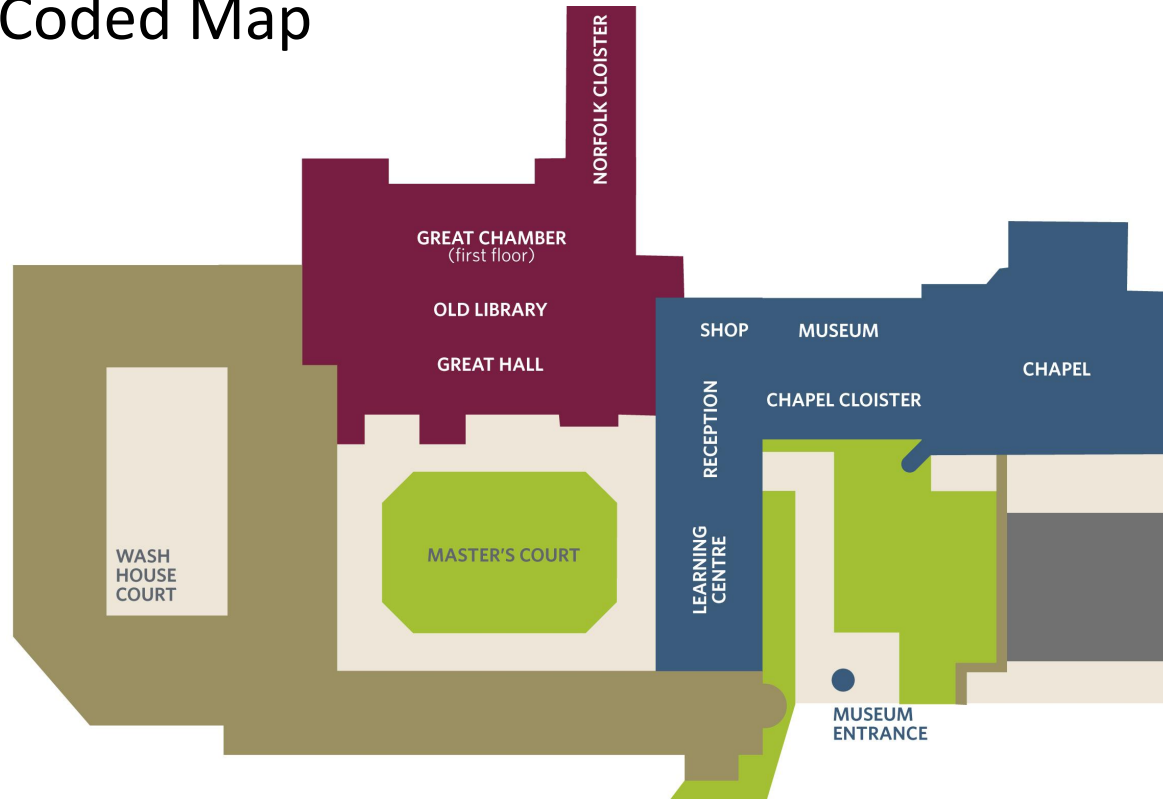 Coded Map
NORFOLK CLOISTER
GREAT CHAMBER
(first floor)
OLD LIBRARY
GREAT HALL
SHOP
MUSEUM
CHAPEL
CHAPEL CLOISTER
RECEPTION
LEARNING
CENTRE
MASTER'S COURT
WASH
HOUSE
COURT
MUSEUM
ENTRANCE